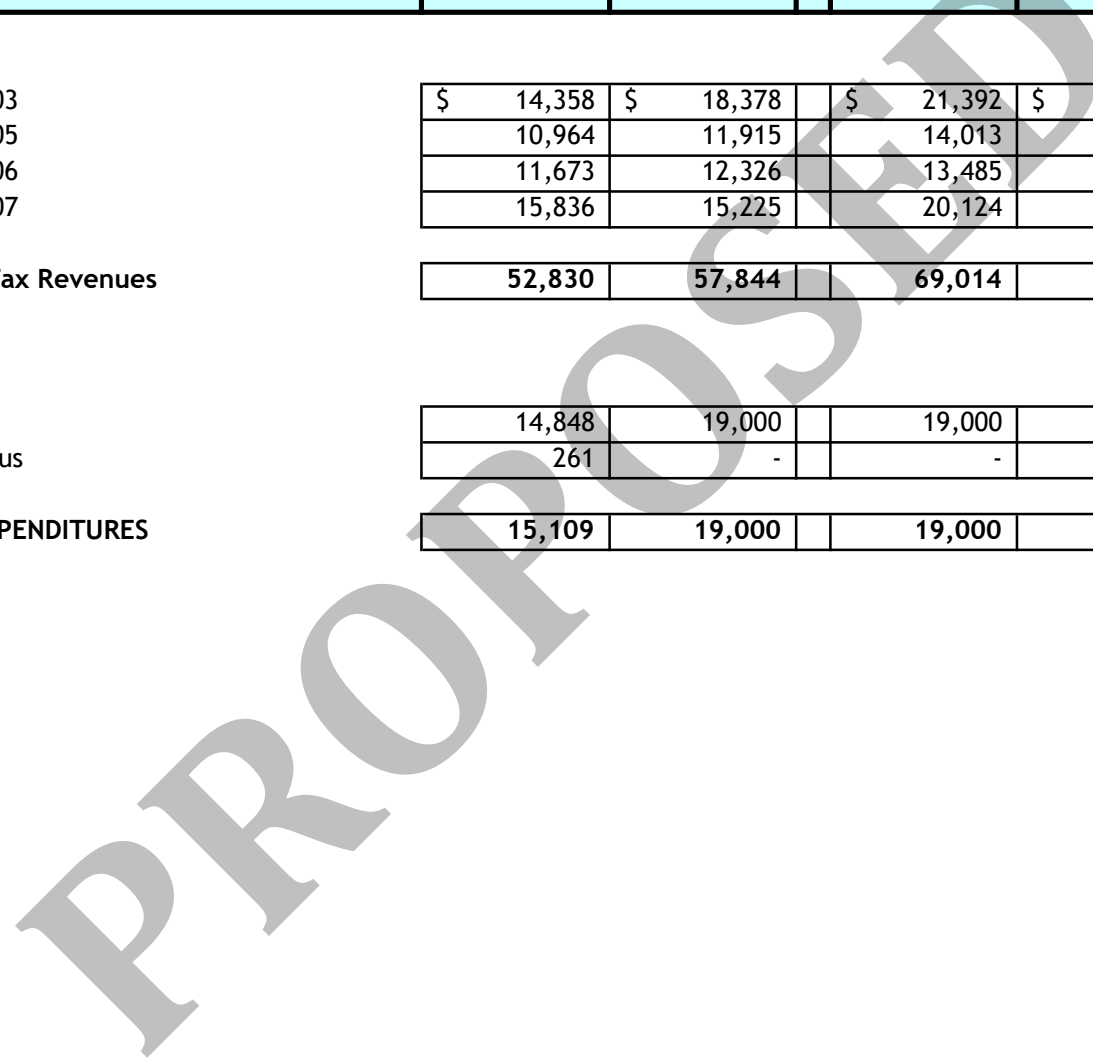 03 $ 14,358 $ 18,378 $ 21,392 $
05 10,964 11,915 14,013
06 11,673 12,326 13,485
07 15,836 15,225 20,124
ax Revenues 52,830 57,844 69,014
14,848 19,000 19,000
us 261 - -
PENDITURES 15,109 19,000 19,000
PROPOSED